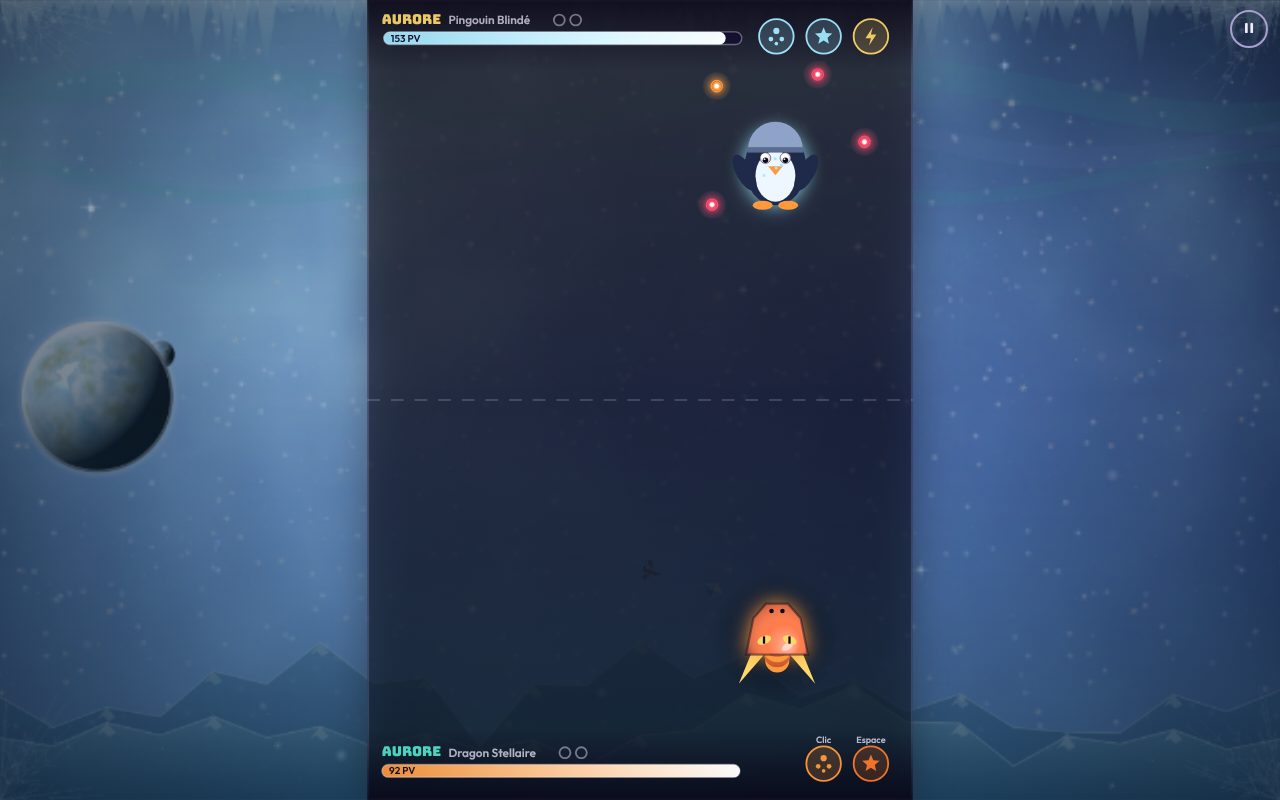 AURORE Pingouin Blindé
153 PV
Clic Espace
AURORE Dragon Stellaire
92 PV